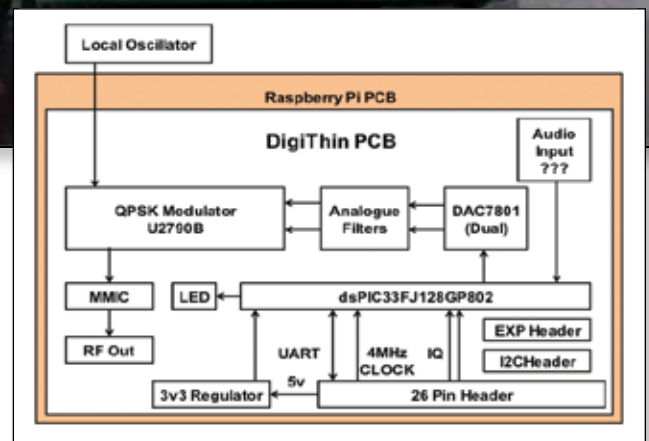 Local Oscillator
Raspberry Pi PCB
DigiThin PCB
Audio
Input
???
QPSK Modulator
U2790B
Analogue
Filters
DAC7801
(Dual)
MMIC
LED
dsPIC33FJ128GP802
RF Out
EXP Header
UART
4MHz
CLOCK
IQ
I2CHeader
5v
3v3 Regulator
26 Pin Header